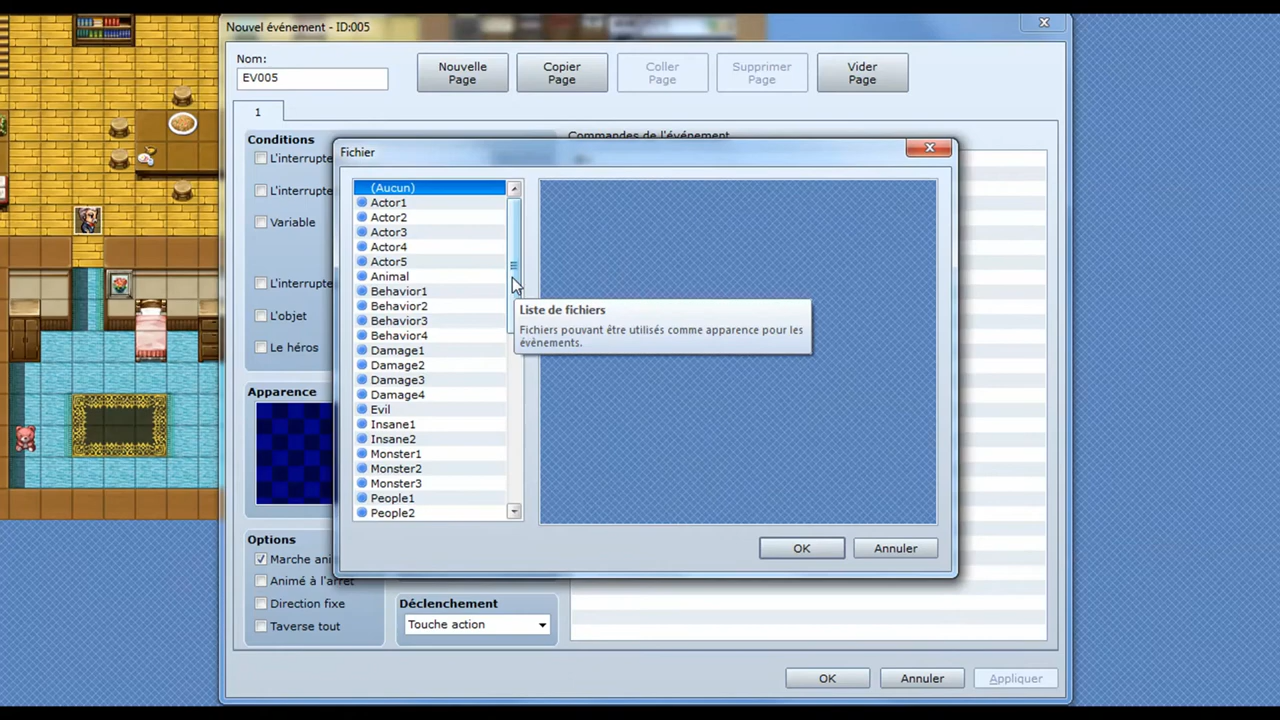 Nouvel événement - ID:005
Nom:
EV005
Nouvelle Page
Copier Page
Coller Page
Supprimer Page
Vider Page
1
Conditions
Commandes de l'événement
L'interrupte
L'interrupte
Variable
L'interrupte
L'objet
Le héros
Apparence
Options
Marche ani
Animé à l'arrêt
Direction fixe
Traverse tout
Déclenchement
Touche action
Fichier
(Aucun)
Actor1
Actor2
Actor3
Actor4
Actor5
Animal
Behavior1
Behavior2
Behavior3
Behavior4
Damage1
Damage2
Damage3
Damage4
Evil
Insane1
Insane2
Monster1
Monster2
Monster3
People1
People2
Liste de fichiers
Fichiers pouvant être utilisés comme apparence pour les
évènements.
OK
Annuler
OK
Annuler
Appliquer